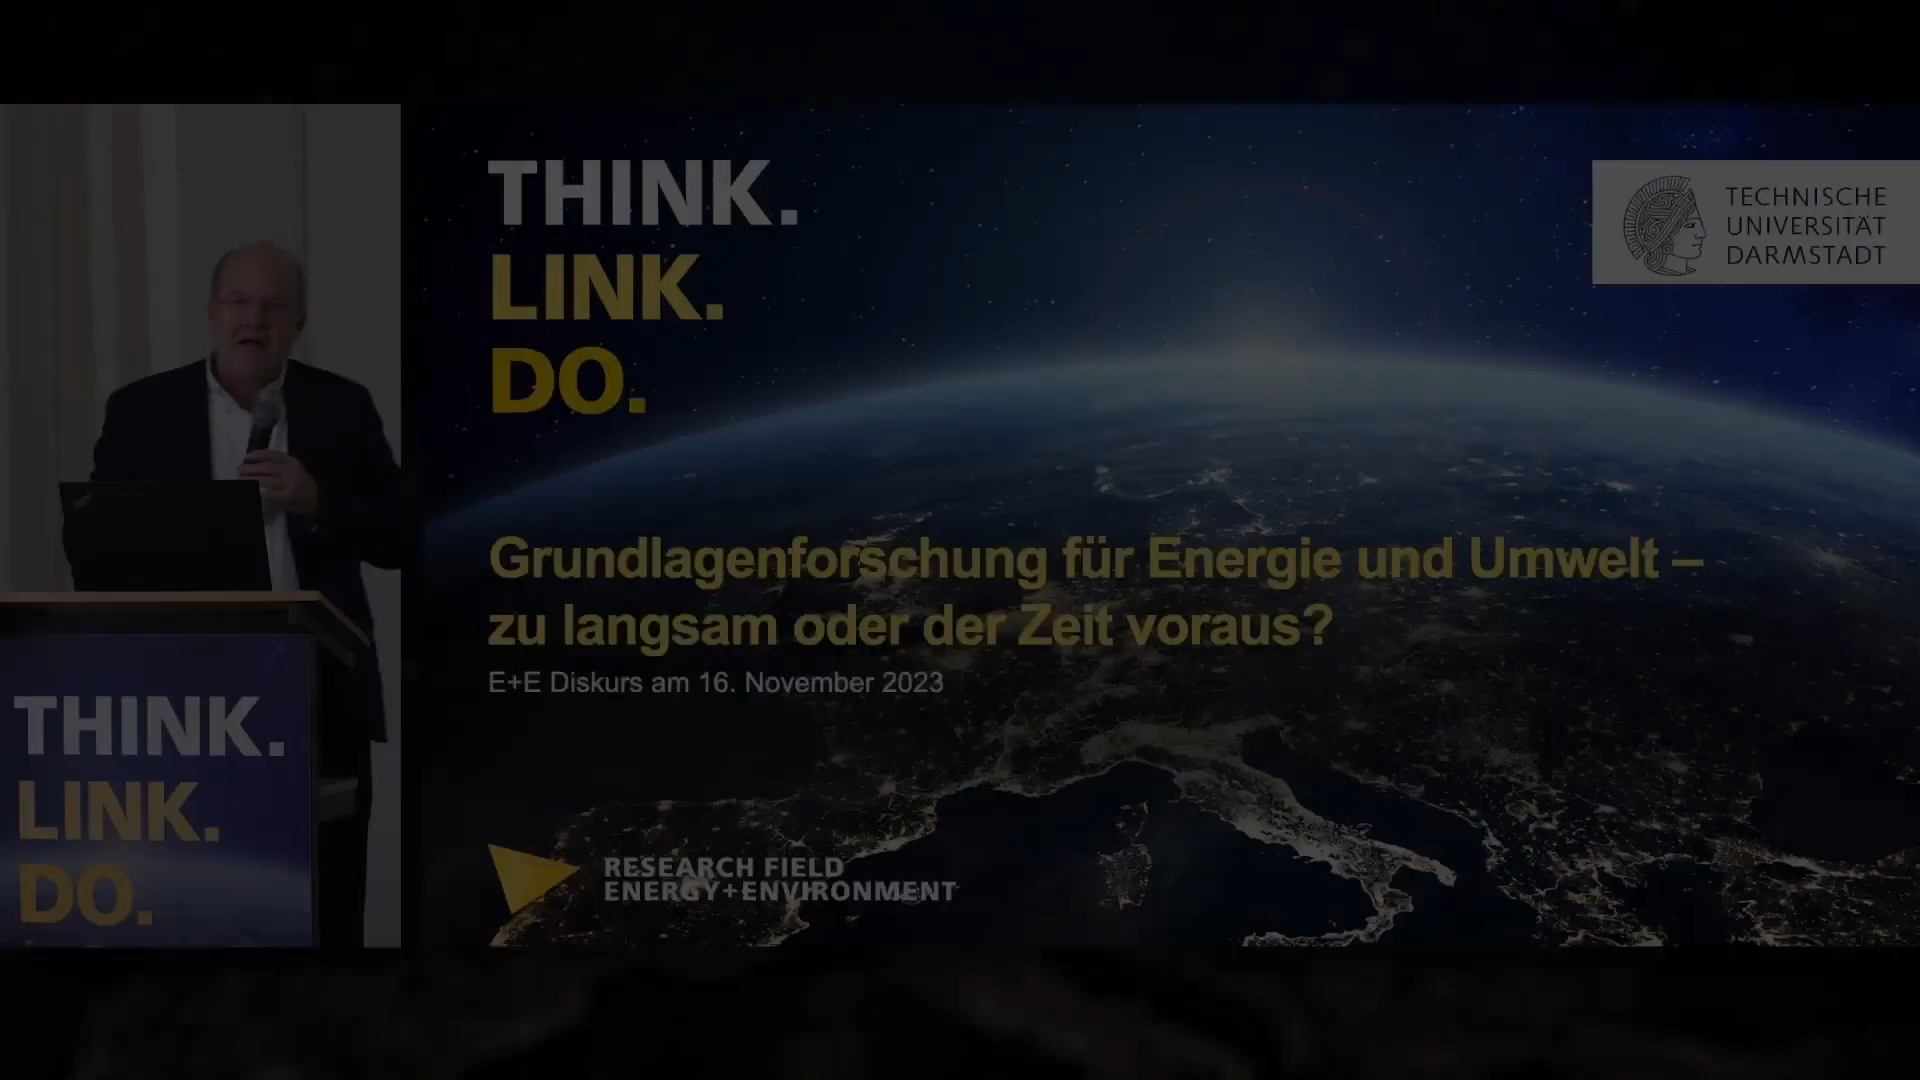 THINK.
LINK.
DO.
TECHNISCHE
UNIVERSITÄT
DARMSTADT
Grundlagenforschung für Energie und Umwelt –
zu langsam oder der Zeit voraus?
E+E Diskurs am 16. November 2023
RESEARCH FIELD
ENERGY+ENVIRONMENT
THINK.
LINK.
DO.